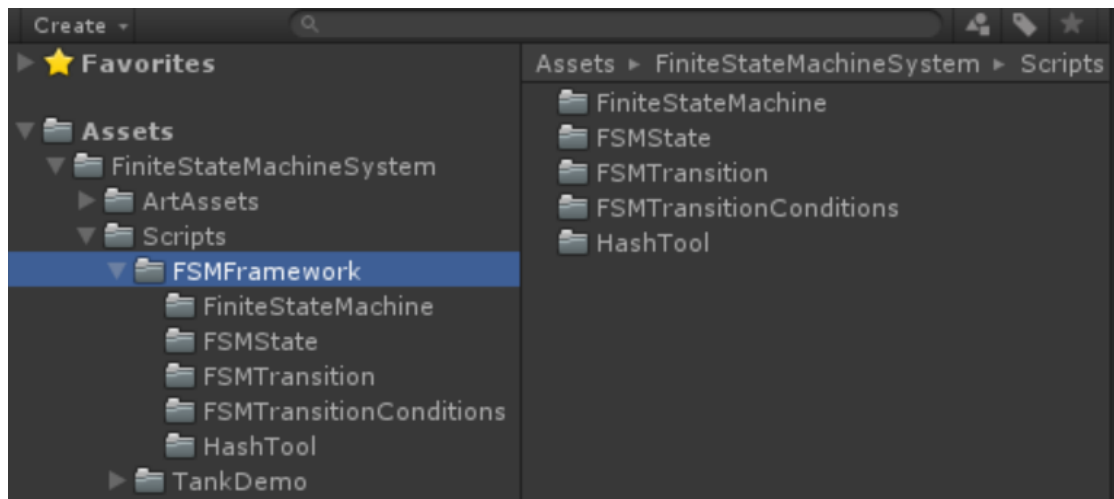 Create
Favorites
Assets
FiniteStateMachineSystem
ArtAssets
Scripts
FSMFramework
FiniteStateMachine
FSMState
FSMTransition
FSMTransitionConditions
HashTool
TankDemo
Assets ▸ FiniteStateMachineSystem ▸ Scripts
FiniteStateMachine
FSMState
FSMTransition
FSMTransitionConditions
HashTool